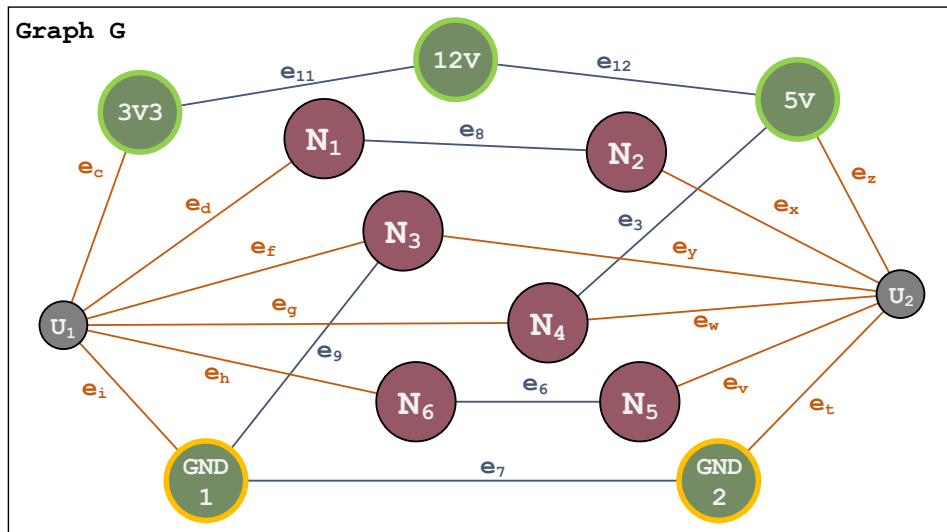 Graph G
12V
e12
e11
3V3
5V
N1
e8
N2
ec
ez
ed
ex
e3
N3
ef
ey
U2
eg
U1
N4
ew
e9
eh
e6
ei
N6
N5
ev
et
GND
1
e7
GND
2